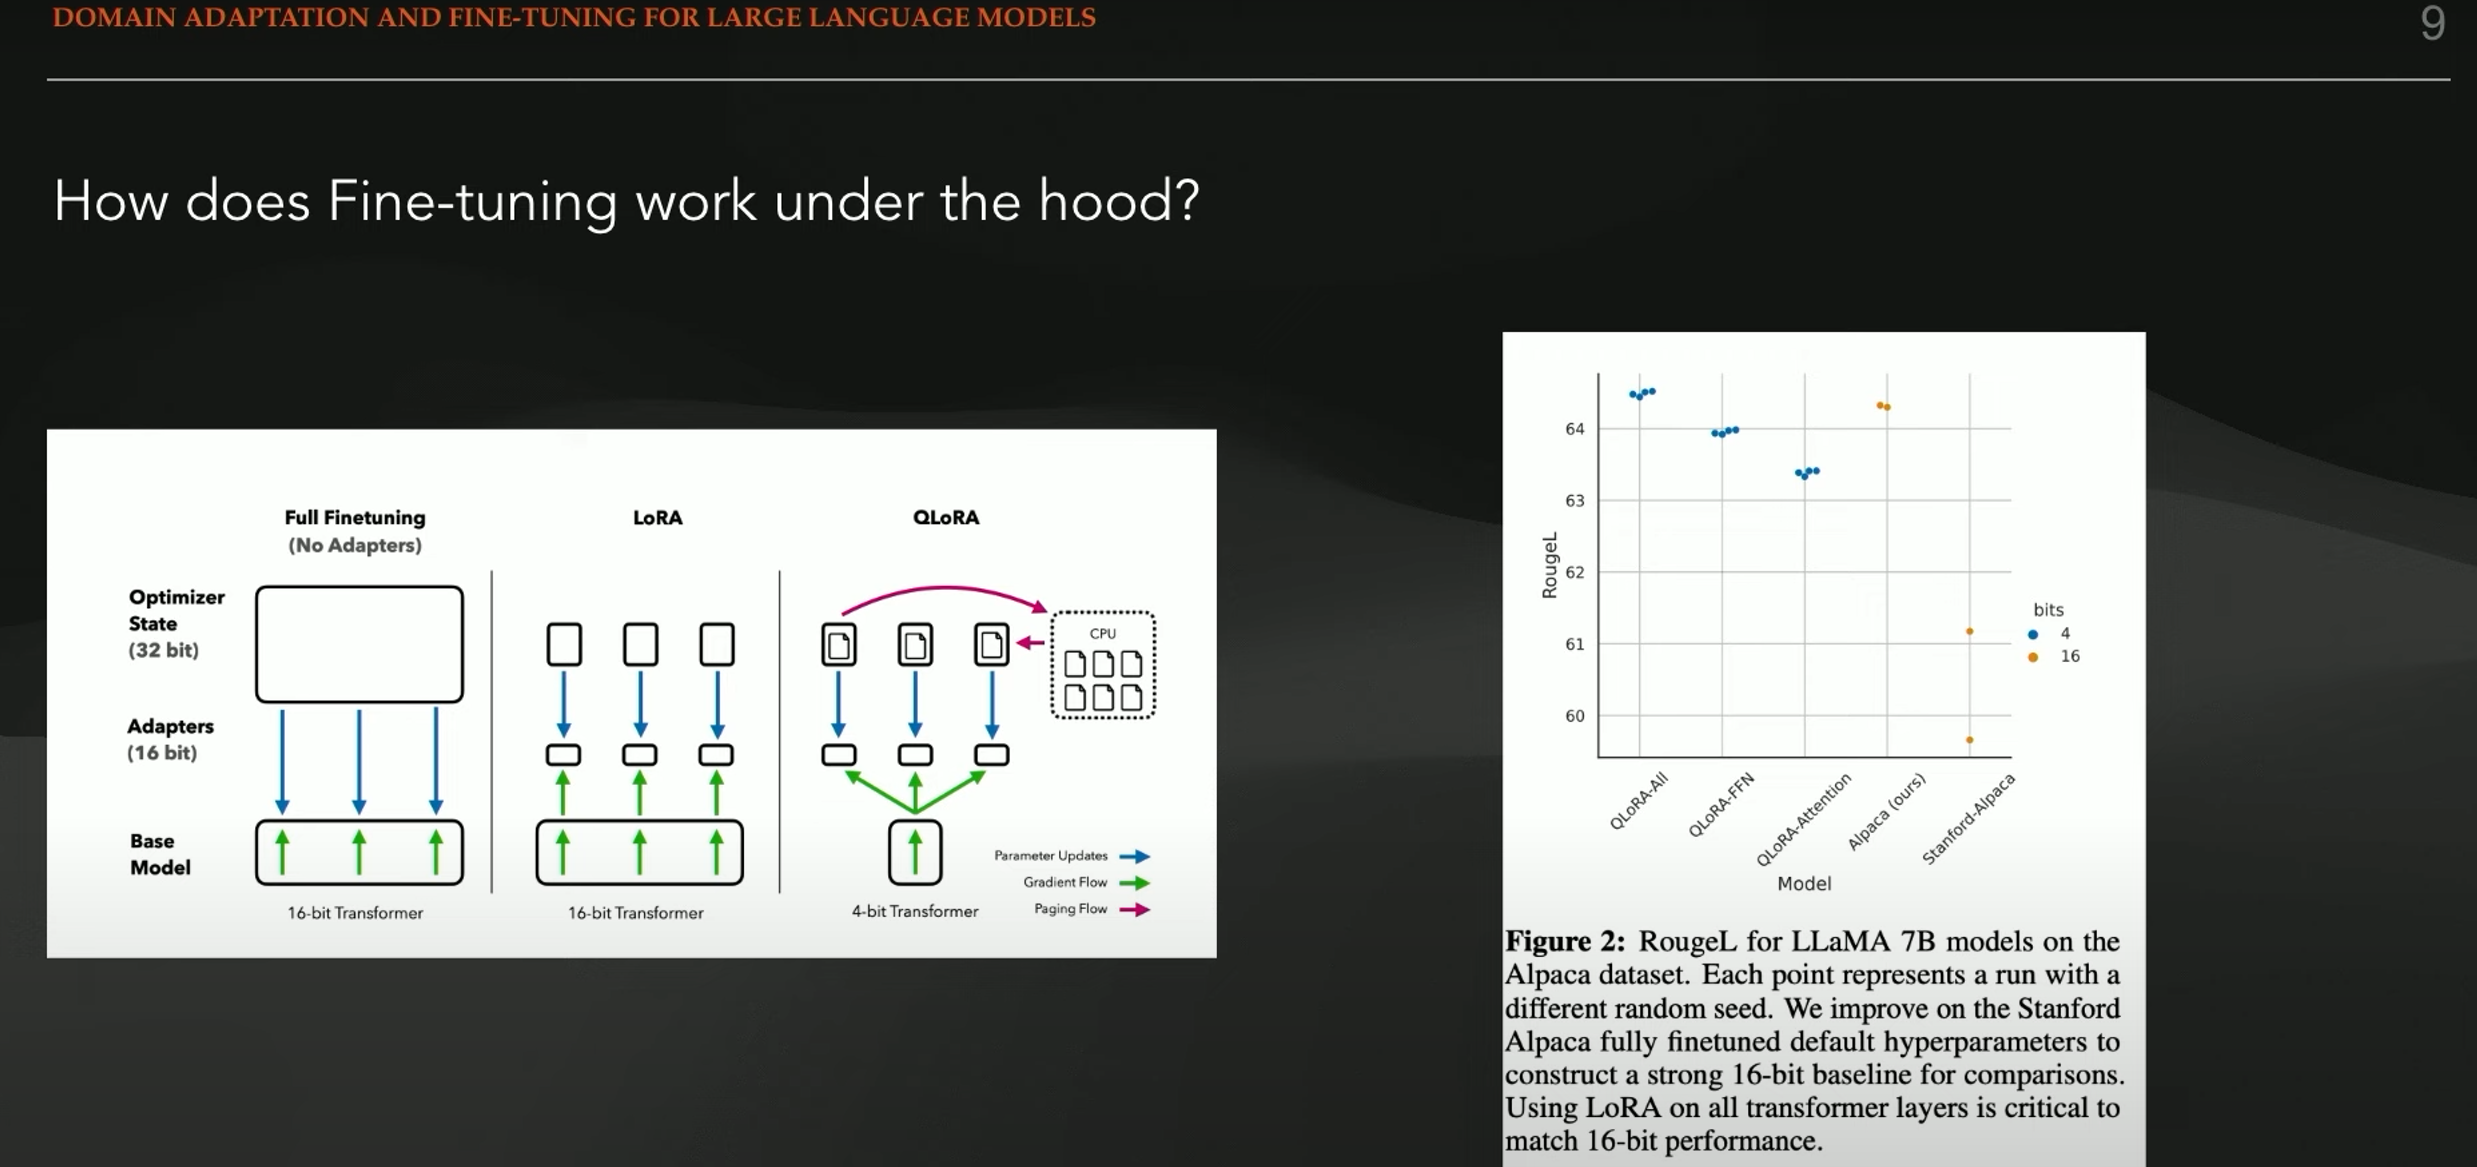 DOMAIN ADAPTATION AND FINE-TUNING FOR LARGE LANGUAGE MODELS
9
How does Fine-tuning work under the hood?
Full Finetuning
(No Adapters)
LoRA
QLoRA
Optimizer
State
(32 bit)
CPU
Adapters
(16 bit)
Base
Model
Parameter Updates
Gradient Flow
Paging Flow
16-bit Transformer
16-bit Transformer
4-bit Transformer
RougeL
64
63
62
61
60
bits
4
16
QLoRA-All
QLoRA-FFN
QLoRA-Attention
Alpaca (ours)
Stanford-Alpaca
Model
Figure 2: RougeL for LLaMA 7B models on the
Alpaca dataset. Each point represents a run with a
different random seed. We improve on the Stanford
Alpaca fully finetuned default hyperparameters to
construct a strong 16-bit baseline for comparisons.
Using LoRA on all transformer layers is critical to
match 16-bit performance.